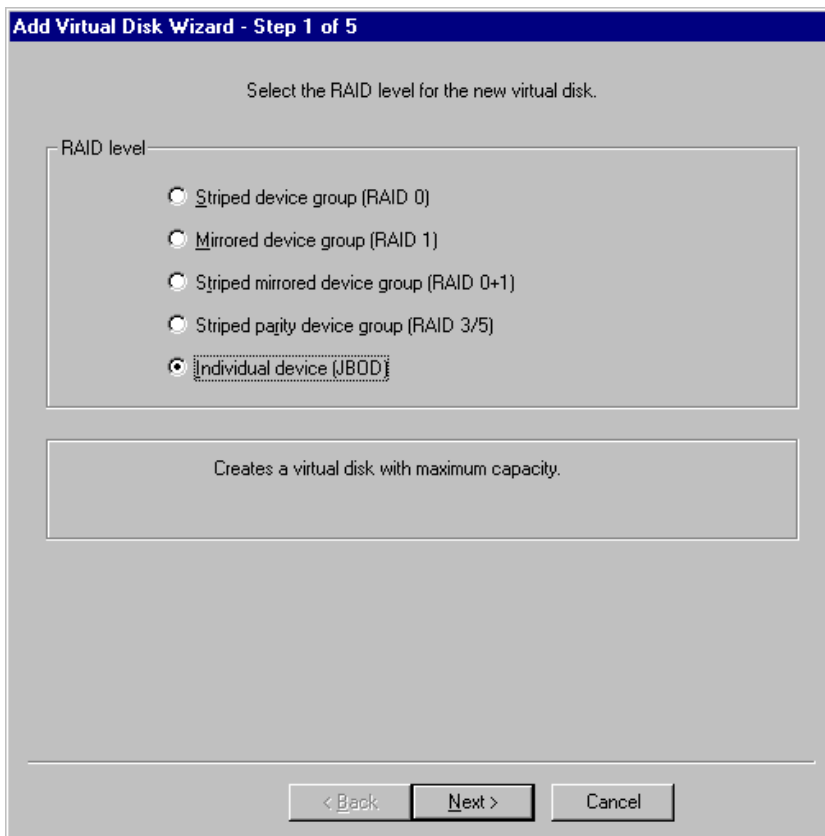 Add Virtual Disk Wizard - Step 1 of 5
Select the RAID level for the new virtual disk.
RAID level
Striped device group (RAID 0)
Mirrored device group (RAID 1)
Striped mirrored device group (RAID 0+1)
Striped parity device group (RAID 3/5)
Individual device (JBOD)
Creates a virtual disk with maximum capacity.
< Back Next > Cancel